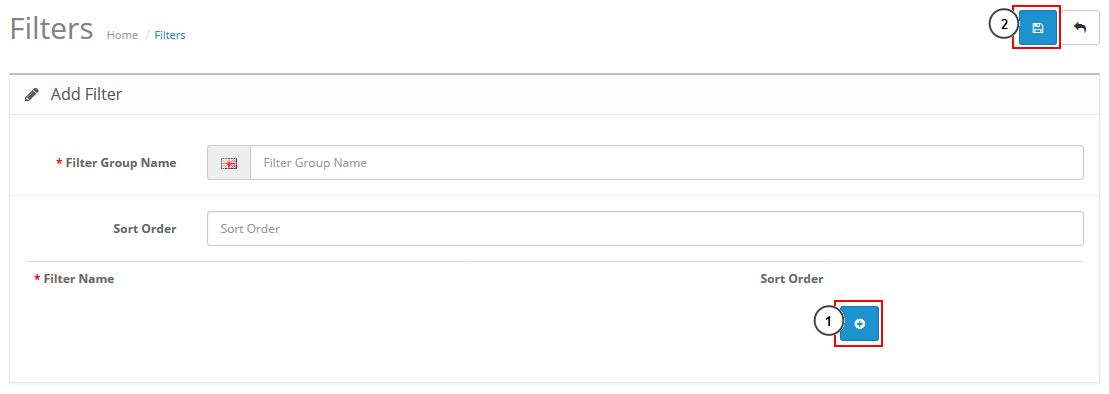 Filters Home / Filters
2
Add Filter
* Filter Group Name Filter Group Name
Sort Order Sort Order
* Filter Name Sort Order
1